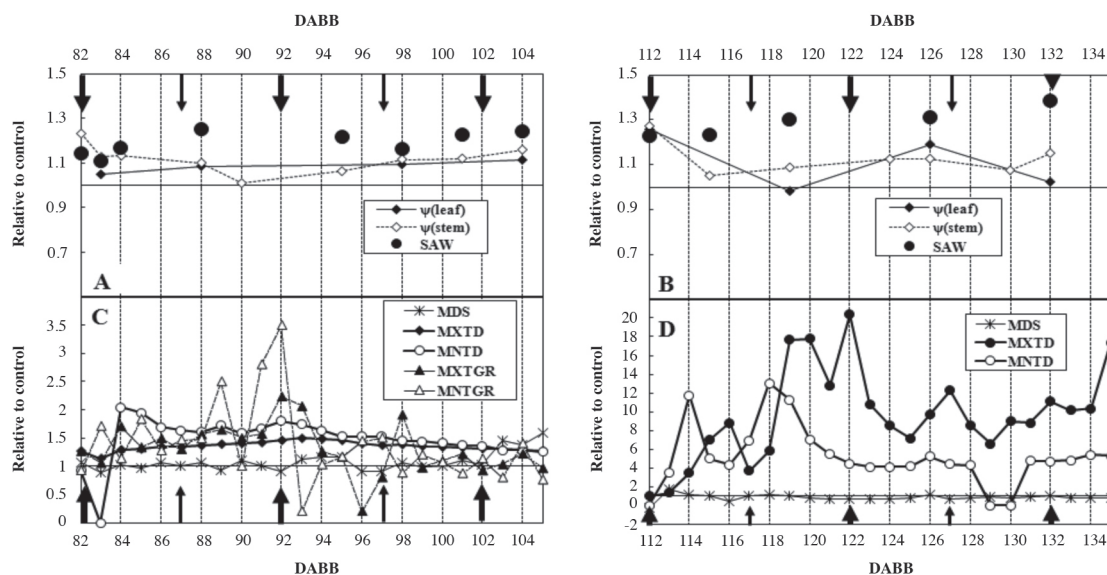 DABB
82 84 86 88 90 92 94 96 98 100 102 104
1.5
1.3
1.1
0.9
0.7
Relative to control
ψ(leaf)
ψ(stem)
SAW
A
DABB
112 114 116 118 120 122 124 126 128 130 132 134
1.5
1.3
1.1
0.9
0.7
Relative to control
ψ(leaf)
ψ(stem)
SAW
B
C
3.5
3
2.5
2
1.5
1
0.5
0
Relative to control
MDS
MXTD
MNTD
MXTGR
MNTGR
82 84 86 88 90 92 94 96 98 100 102 104
DABB
D
20
18
16
14
12
10
8
6
4
2
0
-2
Relative to control
MDS
MXTD
MNTD
112 114 116 118 120 122 124 126 128 130 132 134
DABB